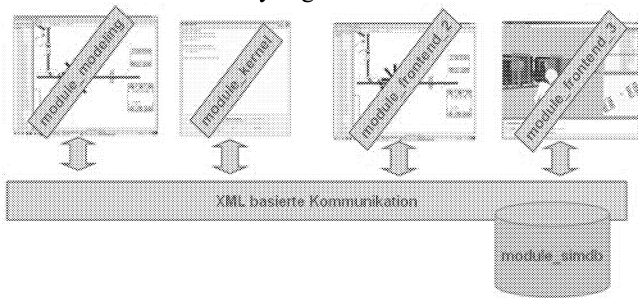 module_modeling
module_kernel
module_frontend_2
module_frontend_3
XML basierte Kommunikation
module_simdb